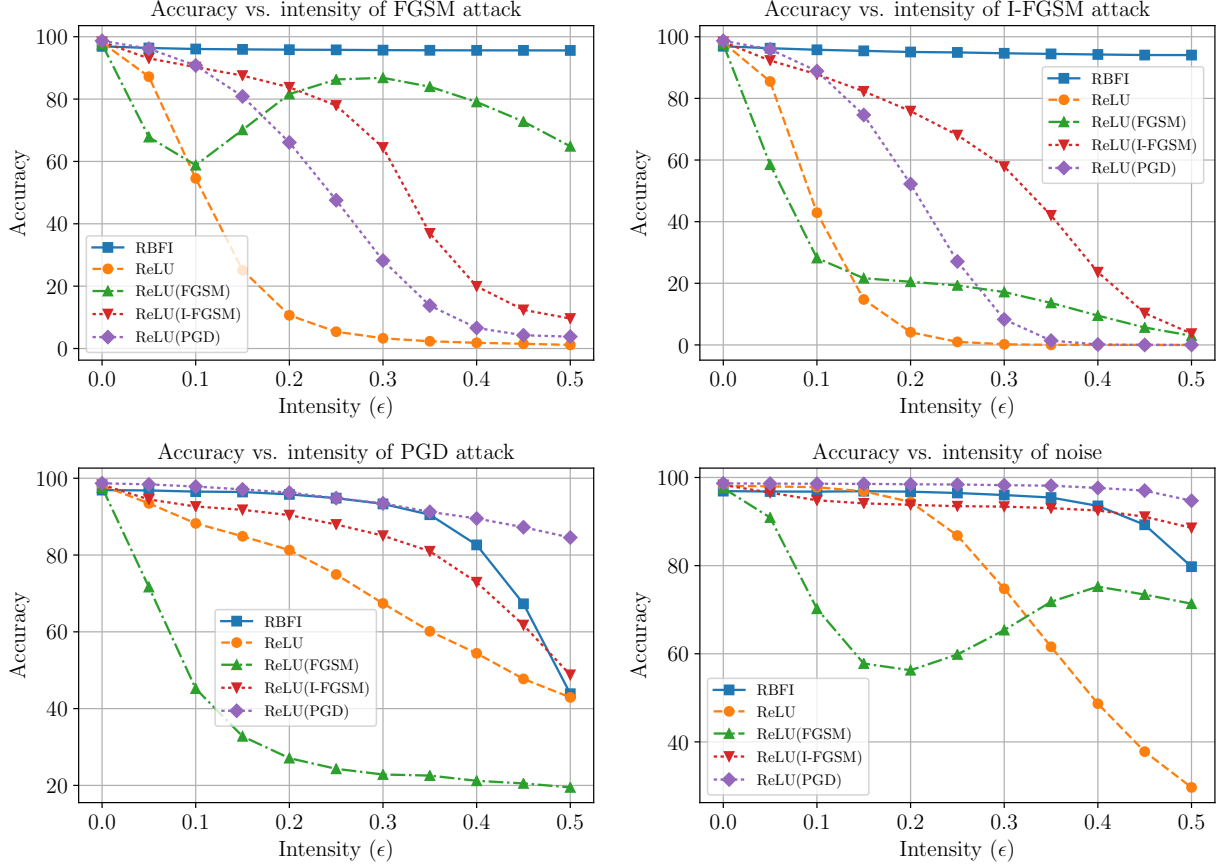 Accuracy vs. intensity of FGSM attack
100
80
60
40
20
0
Accuracy
RBFI
ReLU
ReLU(FGSM)
ReLU(I-FGSM)
ReLU(PGD)
0.0 0.1 0.2 0.3 0.4 0.5
Intensity (ϵ)
Accuracy vs. intensity of I-FGSM attack
100
80
60
40
20
0
Accuracy
RBFI
ReLU
ReLU(FGSM)
ReLU(I-FGSM)
ReLU(PGD)
0.0 0.1 0.2 0.3 0.4 0.5
Intensity (ϵ)
Accuracy vs. intensity of PGD attack
100
80
60
40
20
Accuracy
RBFI
ReLU
ReLU(FGSM)
ReLU(I-FGSM)
ReLU(PGD)
0.0 0.1 0.2 0.3 0.4 0.5
Intensity (ϵ)
Accuracy vs. intensity of noise
100
80
60
40
Accuracy
RBFI
ReLU
ReLU(FGSM)
ReLU(I-FGSM)
ReLU(PGD)
0.0 0.1 0.2 0.3 0.4 0.5
Intensity (ϵ)